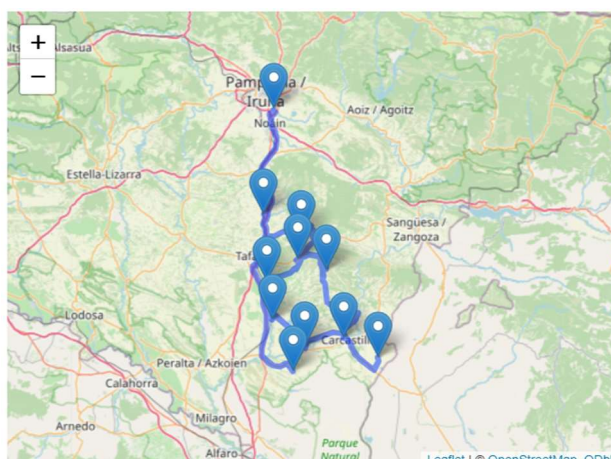 +
−
Alsasua
Pamplona /
Iruña
Aoiz / Agoitz
Noáin
Estella-Lizarra
Sangüesa /
Zangoza
Lodosa
Carcastillo
Peralta / Azkoien
Calahorra
Milagro
Arnedo
Alfaro
Parque
Natural
Leaflet | © OpenStreetMap